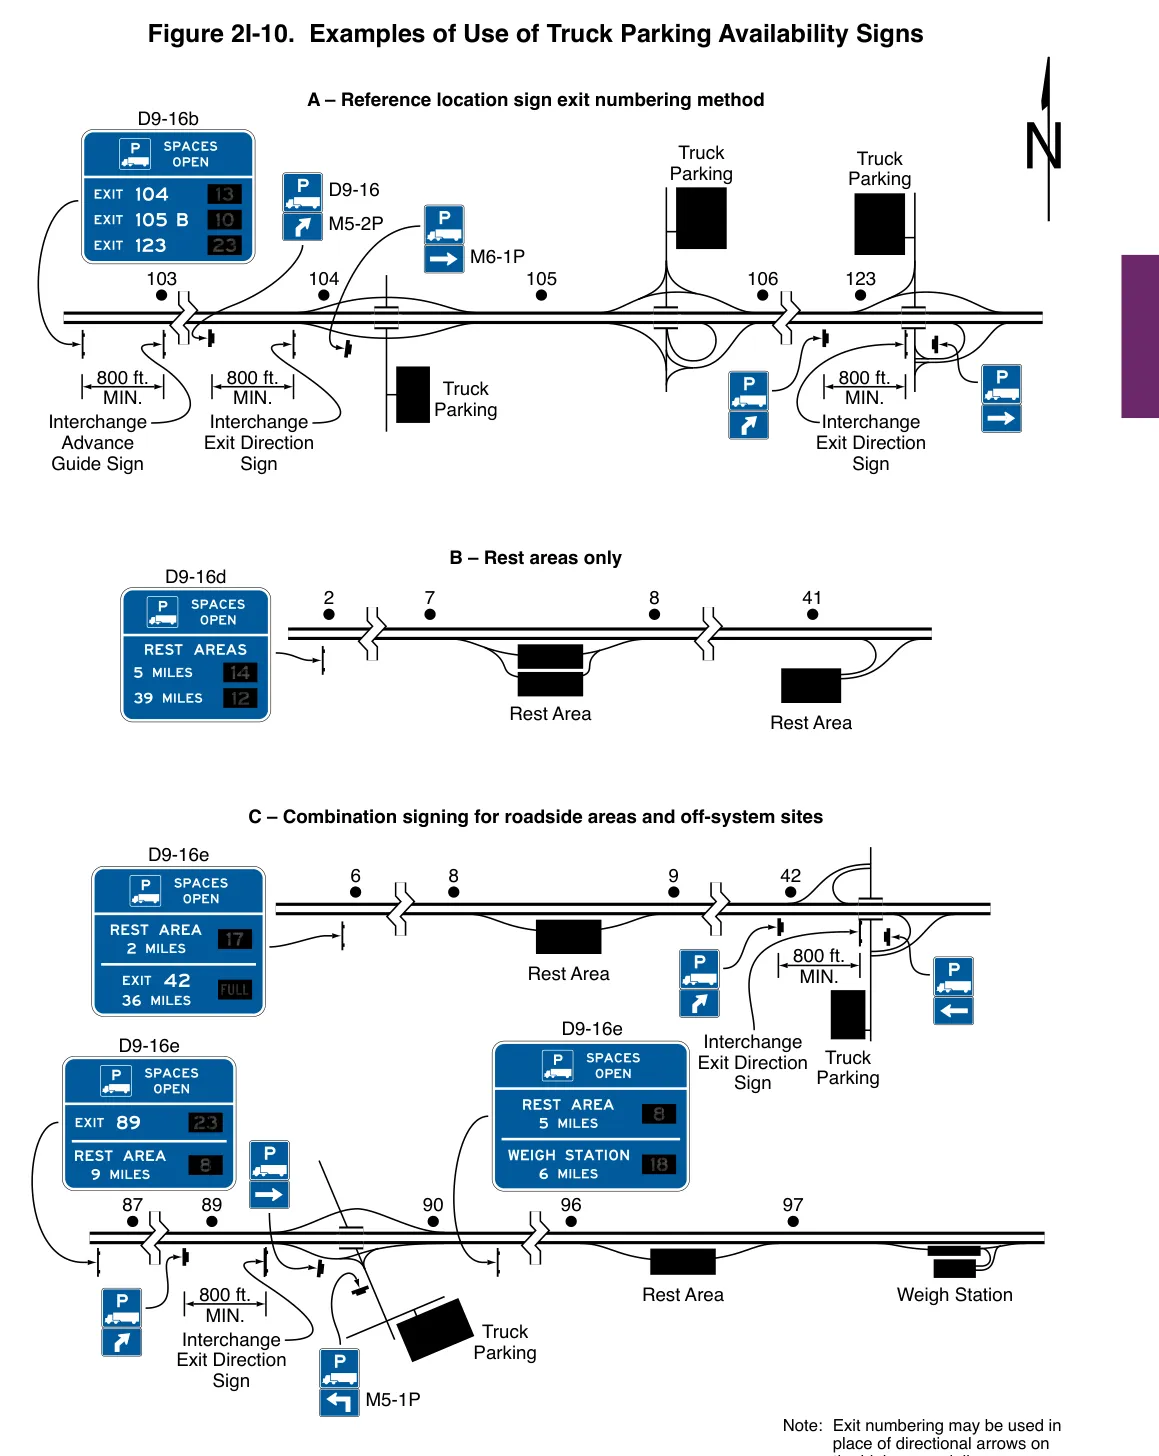 Figure 2I-10. Examples of Use of Truck Parking Availability Signs
A – Reference location sign exit numbering method
D9-16b
P
SPACES
OPEN
EXIT 104 13
EXIT 105 B 10
EXIT 123 23
P
D9-16
M5-2P
P
M6-1P
Truck
Parking
Truck
Parking
N
103
104
105
106
123
800 ft.
MIN.
800 ft.
MIN.
800 ft.
MIN.
Interchange
Advance
Guide Sign
Interchange
Exit Direction
Sign
Truck
Parking
P
Interchange
Exit Direction
Sign
P
B – Rest areas only
D9-16d
P
SPACES
OPEN
REST AREAS
5 MILES 14
39 MILES 12
2
7
8
41
Rest Area
Rest Area
C – Combination signing for roadside areas and off-system sites
D9-16e
P
SPACES
OPEN
REST AREA
2 MILES
17
EXIT 42
36 MILES
FULL
6
8
9
42
Rest Area
P
800 ft.
MIN.
P
Interchange
Exit Direction
Sign
Truck
Parking
D9-16e
P
SPACES
OPEN
EXIT 89 23
REST AREA
9 MILES
8
P
D9-16e
P
SPACES
OPEN
REST AREA
5 MILES
8
WEIGH STATION
6 MILES
18
87
89
90
96
97
P
800 ft.
MIN.
Interchange
Exit Direction
Sign
P
M5-1P
Truck
Parking
Rest Area
Weigh Station
Note: Exit numbering may be used in
place of directional arrows on